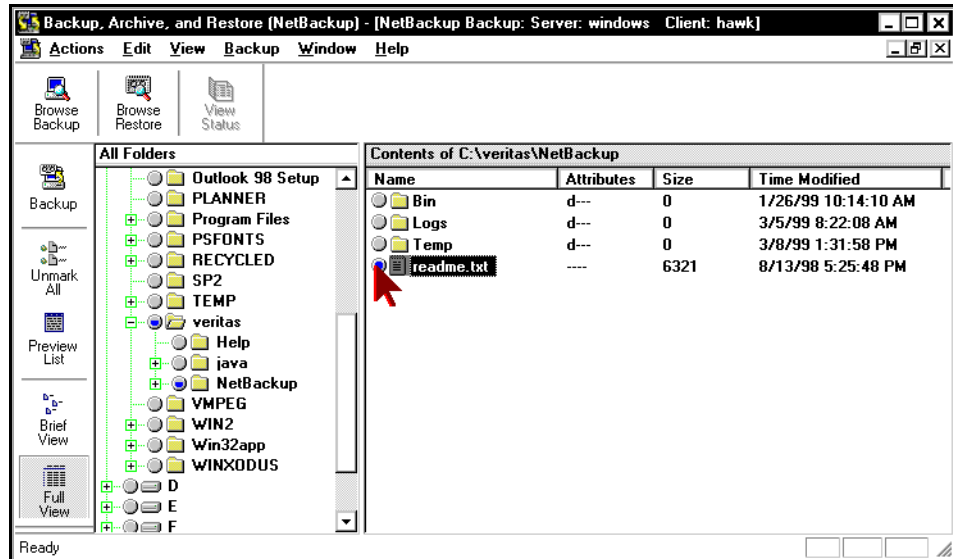 Backup, Archive, and Restore (NetBackup) - [NetBackup Backup: Server: windows Client: hawk]
Actions Edit View Backup Window Help
Browse Backup
Browse Restore
View Status
Backup
Unmark All
Preview List
Brief View
Full View
All Folders
Outlook 98 Setup
PLANNER
Program Files
PSFONTS
RECYCLED
SP2
TEMP
veritas
Help
java
NetBackup
VMPEG
WIN2
Win32app
WINXODUS
D
E
F
Contents of C:\veritas\NetBackup
Name Attributes Size Time Modified
Bin d--- 0 1/26/99 10:14:10 AM
Logs d--- 0 3/5/99 8:22:08 AM
Temp d--- 0 3/8/99 1:31:58 PM
readme.txt ---- 6321 8/13/98 5:25:48 PM
Ready